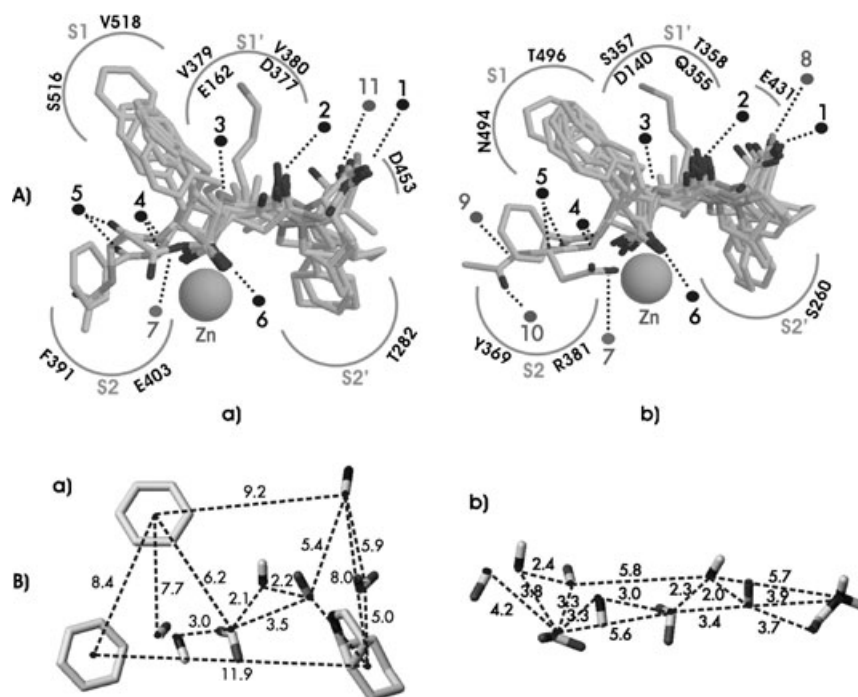 A)
S1 V518
S516
V379 S1' V380
E162 D377
11 1
3 2
D453
5 4
7 Zn 6
F391 S2 E403
S2' T282
a)
S1 T496
N494
S357 S1' T358
D140 Q355
E431 8
3 2 1
5 4
9
10 Zn 6
7
Y369 S2 R381
S2' S260
b)
B)
a)
9.2
8.4 7.7 6.2 5.4 5.9
2.1 2.2 8.0
3.0 3.5 5.0
11.9
b)
2.4 5.8 5.7
4.2 3.8 3.3 3.0 2.3 2.0 3.9
3.3 5.6 3.4 3.7